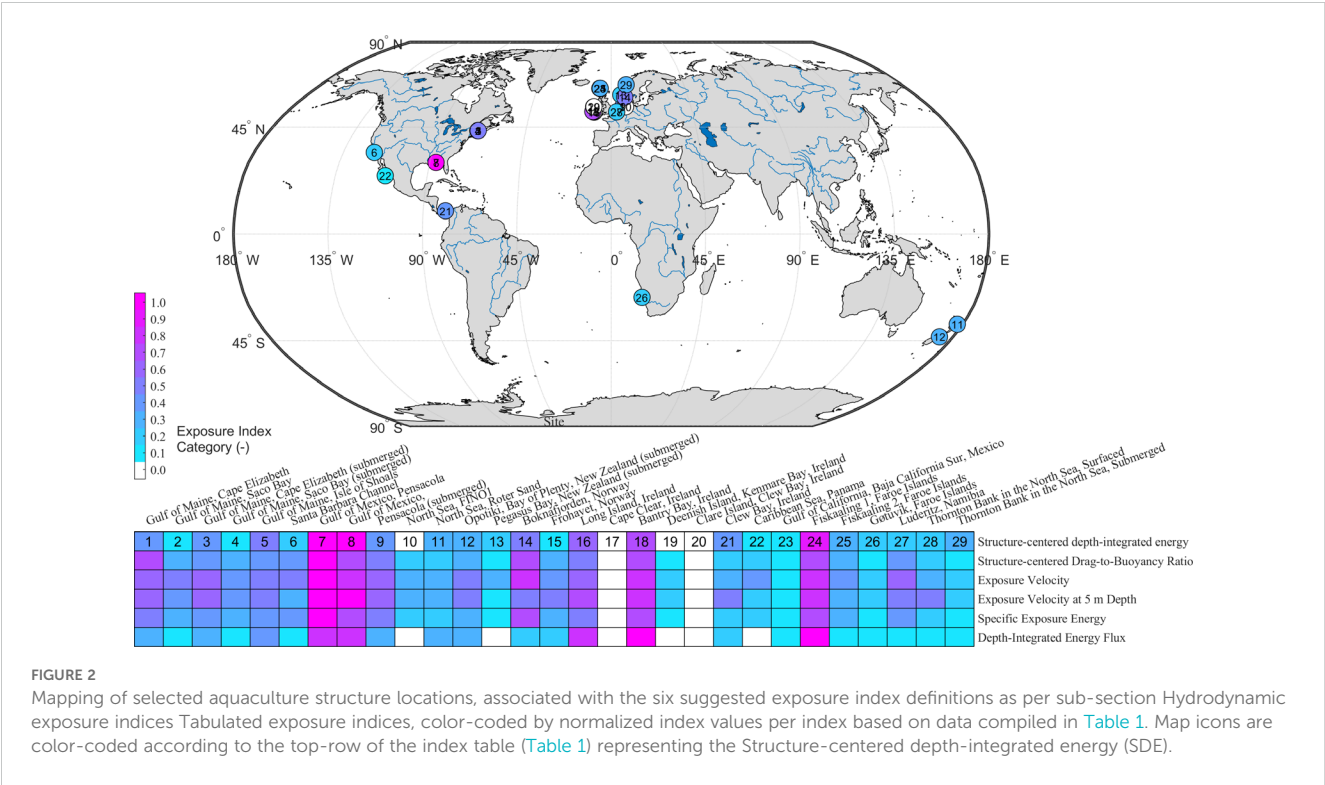 90° N
45° N
0°
180° W
135° W
90° W
45° W
0°
45° E
90° E
135° E
180° E
45° S
90° S
29
14
6
22
21
26
11
12
1.0
0.9
0.8
0.7
0.6
0.5
0.4
0.3
0.2
0.1
0.0
Exposure Index
Category (-)
Site
Gulf of Maine, Cape Elizabeth
Gulf of Maine, Saco Bay
Gulf of Maine, Cape Elizabeth (submerged)
Gulf of Maine, Saco Bay (submerged)
Gulf of Maine, Isle of Shoals
Santa Barbara Channel
Gulf of Mexico, Pensacola
Gulf of Mexico,
Pensacola (submerged)
North Sea, FINO1
North Sea, Roter Sand
Opotiki, Bay of Plenty, New Zealand (submerged)
Pegasus Bay, New Zealand (submerged)
Boknafjorden, Norway
Frohavet, Norway
Long Island, Ireland
Cape Clear, Ireland
Bantry Bay, Ireland
Deenish Island, Kenmare Bay, Ireland
Clare Island, Clew Bay, Ireland
Clew Bay, Ireland
Caribbean Sea, Panama
Gulf of California, Baja California Sur, Mexico
Fiskaaling 1, Faroe Islands
Fiskaaling 2, Faroe Islands
Gøtuvík, Faroe Islands
Luderitz, Namibia
Thornton Bank in the North Sea, Surfaced
Thornton Bank in the North Sea, Submerged
1 2 3 4 5 6 7 8 9 10 11 12 13 14 15 16 17 18 19 20 21 22 23 24 25 26 27 28 29 Structure-centered depth-integrated energy
Structure-centered Drag-to-Buoyancy Ratio
Exposure Velocity
Exposure Velocity at 5 m Depth
Specific Exposure Energy
Depth-Integrated Energy Flux
FIGURE 2
Mapping of selected aquaculture structure locations, associated with the six suggested exposure index definitions as per sub-section Hydrodynamic
exposure indices Tabulated exposure indices, color-coded by normalized index values per index based on data compiled in Table 1. Map icons are
color-coded according to the top-row of the index table (Table 1) representing the Structure-centered depth-integrated energy (SDE).